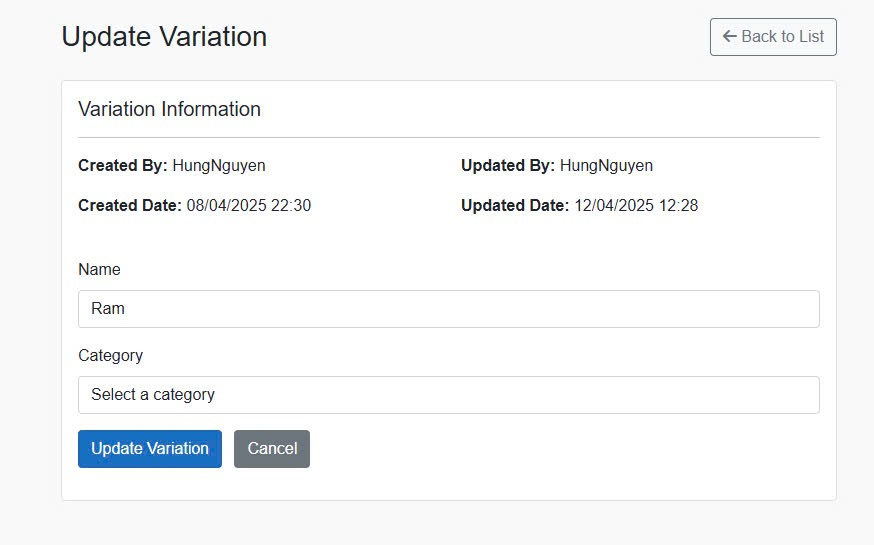 Update Variation
← Back to List
Variation Information
Created By: HungNguyen
Updated By: HungNguyen
Created Date: 08/04/2025 22:30
Updated Date: 12/04/2025 12:28
Name
Ram
Category
Select a category
Update Variation
Cancel